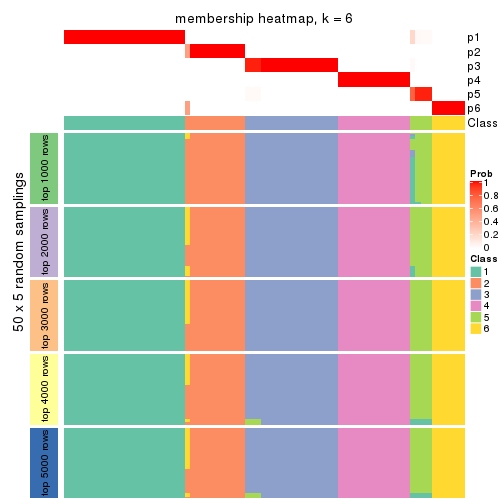 membership heatmap, k = 6
p1
p2
p3
p4
p5
p6
Class
50 x 5 random samplings
top 1000 rows
top 2000 rows
top 3000 rows
top 4000 rows
top 5000 rows
Prob
1
0.8
0.6
0.4
0.2
0
Class
1
2
3
4
5
6